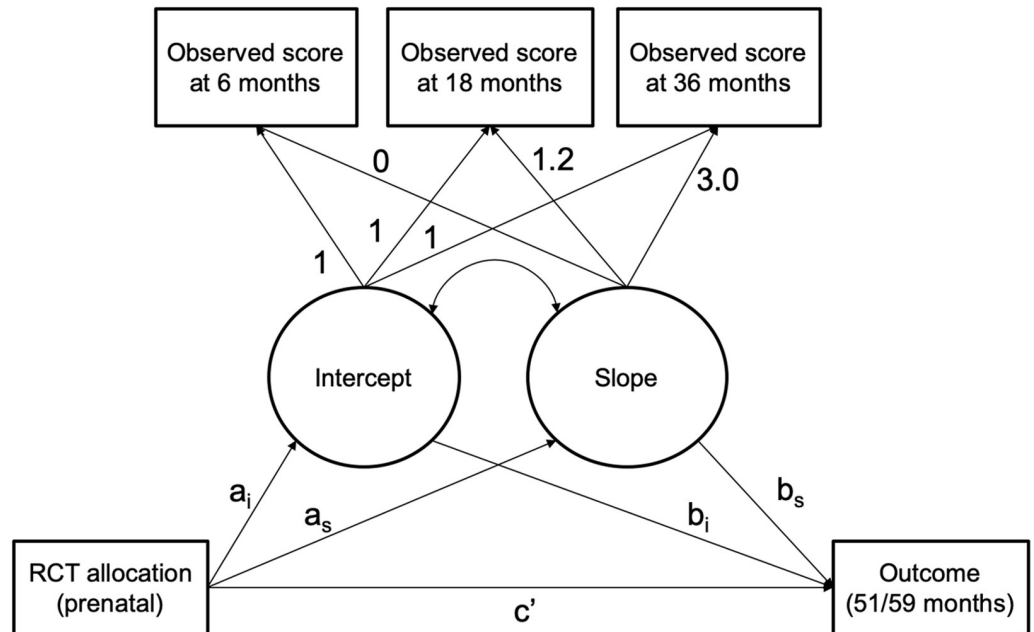 Observed score
at 6 months
Observed score
at 18 months
Observed score
at 36 months
0
1.2
3.0
1
1
1
Intercept
Slope
aᵢ
aₛ
bᵢ
bₛ
RCT allocation
(prenatal)
c’
Outcome
(51/59 months)